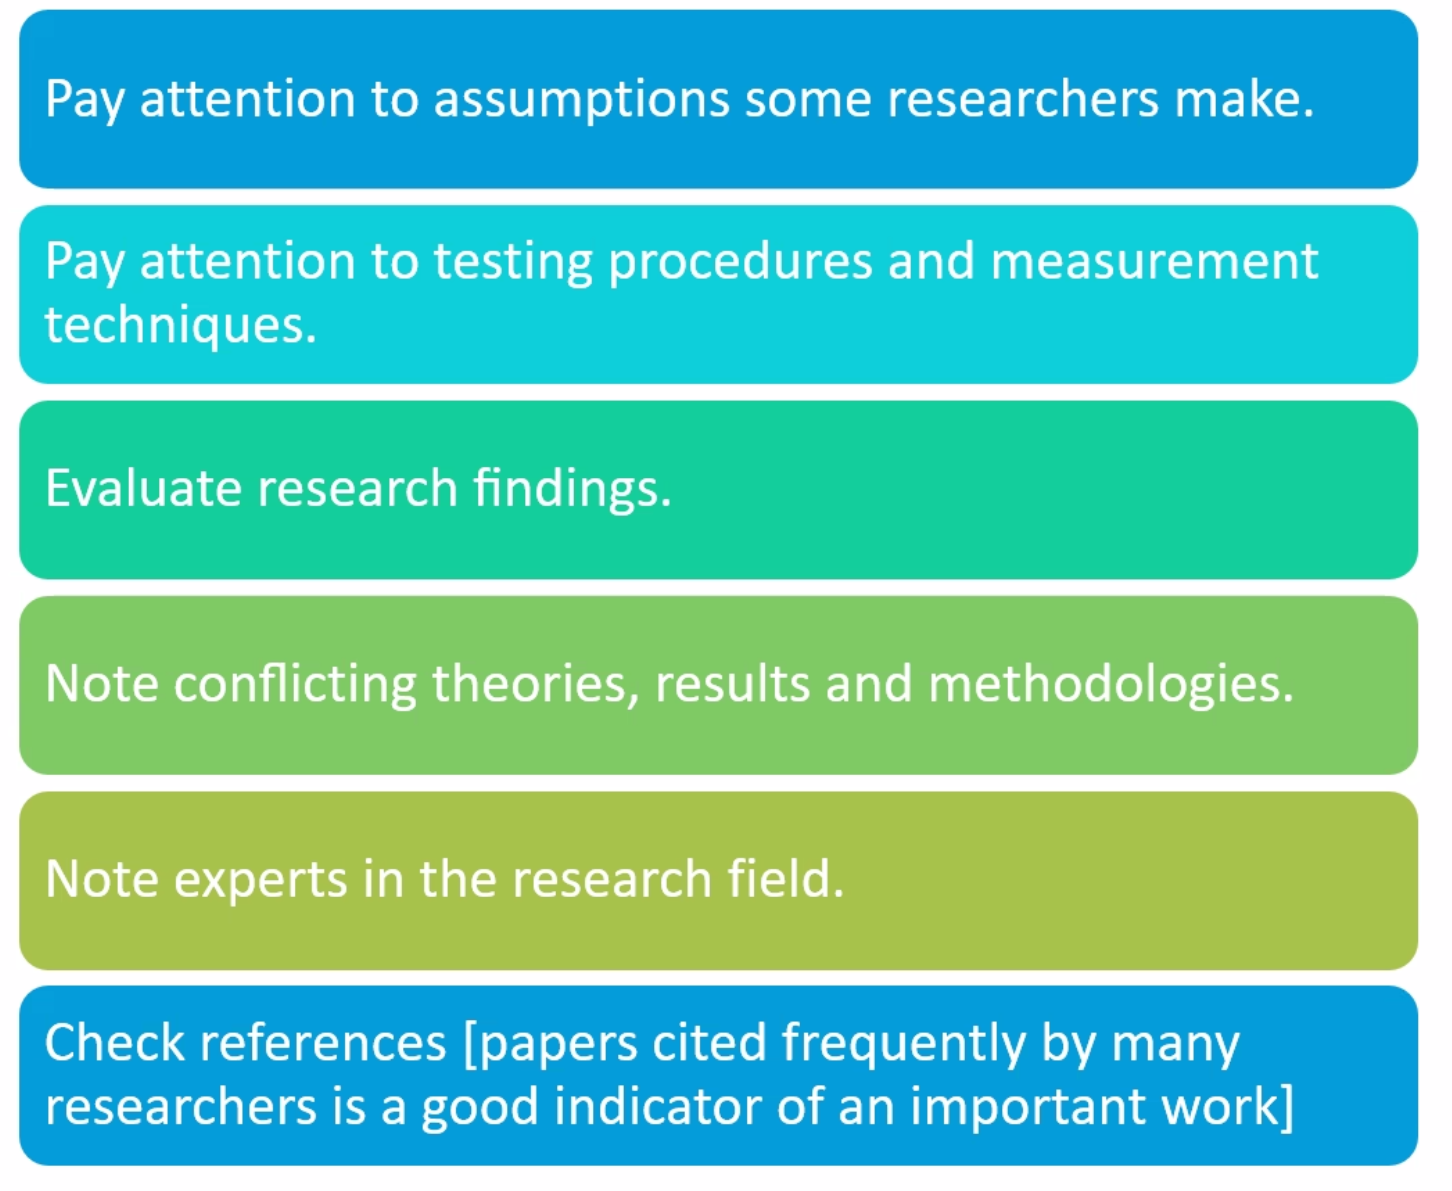 Pay attention to assumptions some researchers make.
Pay attention to testing procedures and measurement
techniques.
Evaluate research findings.
Note conflicting theories, results and methodologies.
Note experts in the research field.
Check references [papers cited frequently by many
researchers is a good indicator of an important work]